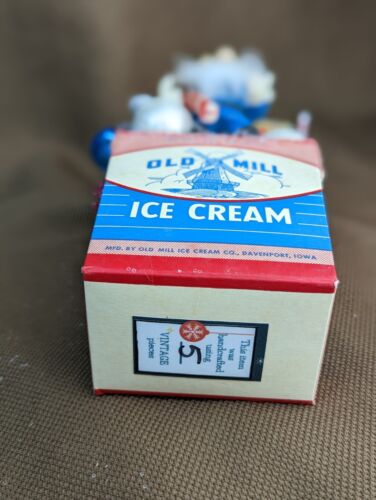 OLD MILL
ICE CREAM
MFD. BY OLD MILL ICE CREAM CO., DAVENPORT, IOWA
This item
was
handcrafted
using
5
VINTAGE
pieces